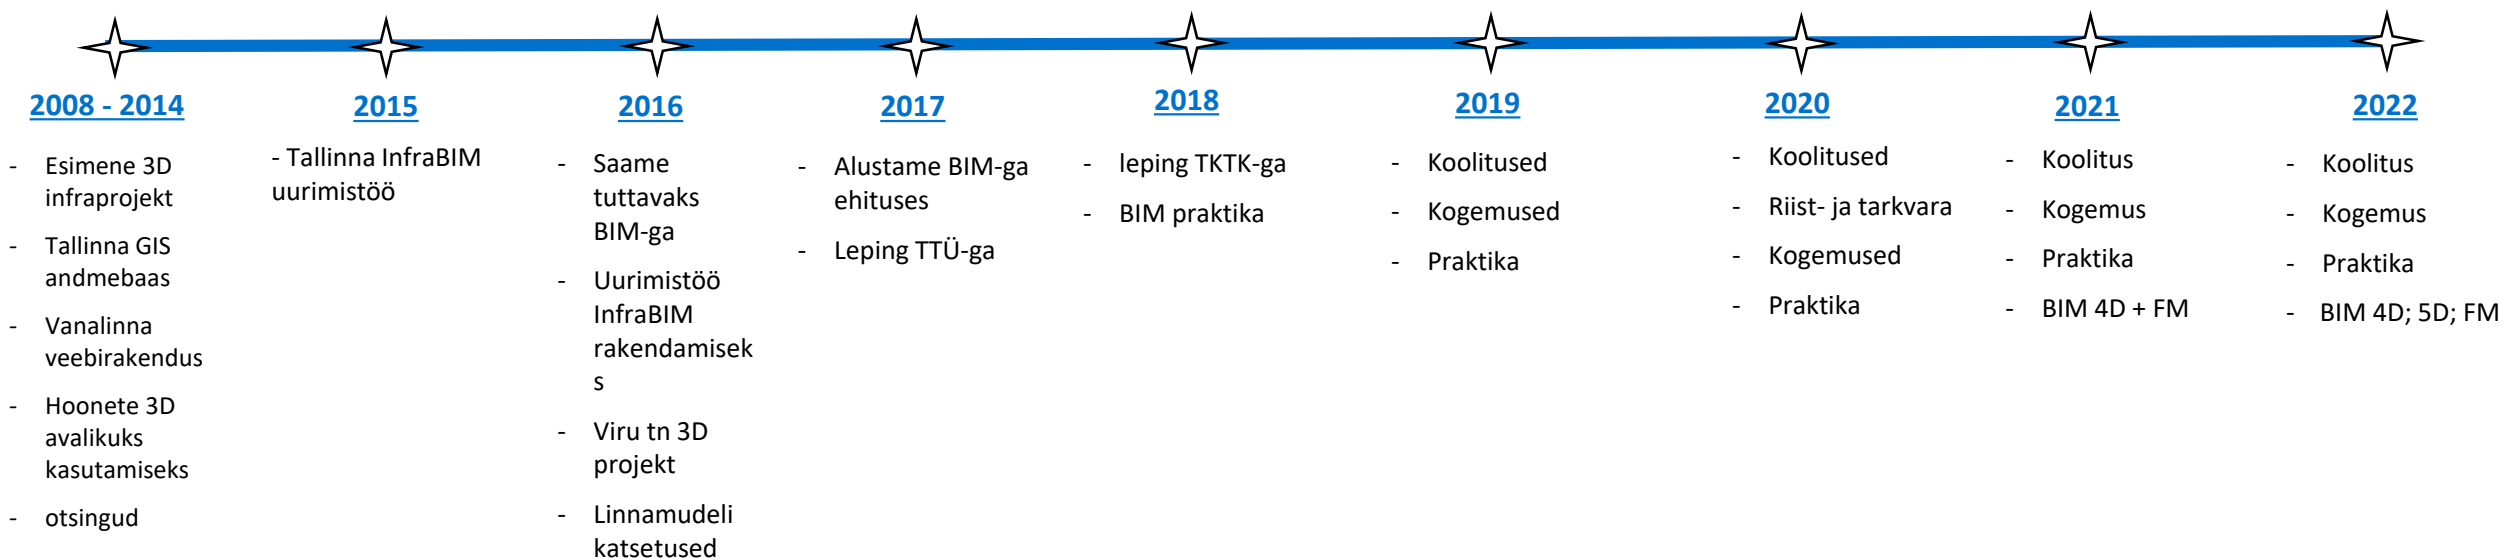 2008 - 2014
- Esimene 3D
infraprojekt
- Tallinna GIS
andmebaas
- Vanalinna
veebirakendus
- Hoonete 3D
avalikuks
kasutamiseks
- otsingud
2015
- Tallinna InfraBIM
uurimistöö
2016
- Saame
tuttavaks
BIM-ga
- Uurimistöö
InfraBIM
rakendamisek
s
- Viru tn 3D
projekt
- Linnamudeli
katsetused
2017
- Alustame BIM-ga
ehituses
- Leping TTÜ-ga
2018
- leping TKTK-ga
- BIM praktika
2019
- Koolitused
- Kogemused
- Praktika
2020
- Koolitused
- Riist- ja tarkvara
- Kogemused
- Praktika
2021
- Koolitus
- Kogemus
- Praktika
- BIM 4D + FM
2022
- Koolitus
- Kogemus
- Praktika
- BIM 4D; 5D; FM